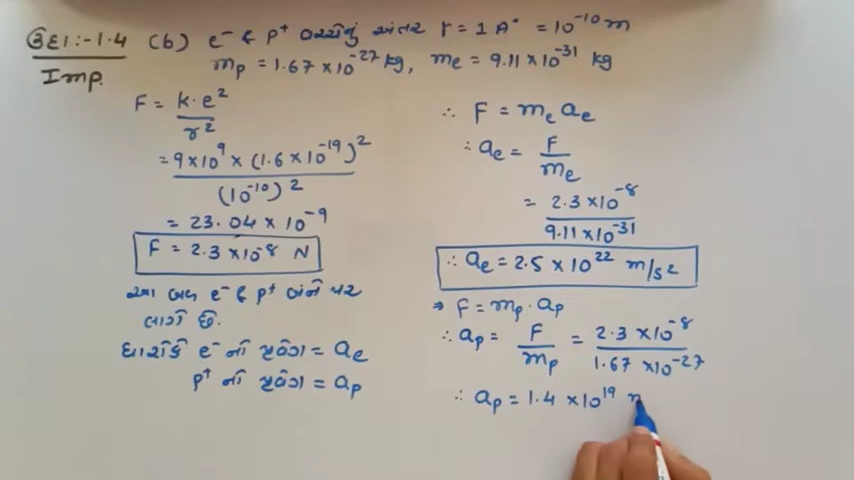 ઉદા:-1.4 (b) e⁻ ને p⁺ વચ્ચેનું અંતર r = 1 A° = 10⁻¹⁰ m
Imp.
mp = 1.67 × 10⁻²⁷ kg, me = 9.11 × 10⁻³¹ kg
F = k·e² / r²
= 9×10⁹ × (1.6 × 10⁻¹⁹)² / (10⁻¹⁰)²
= 23.04 × 10⁻⁹
F = 2.3 × 10⁻⁸ N
આ બળ e⁻ ને p⁺ બંને પર
લાગે છે.
ધારોકે e⁻ નો પ્રવેગ = ae
p⁺ નો પ્રવેગ = ap
∴ F = me ae
∴ ae = F / me
= 2.3 × 10⁻⁸ / 9.11 × 10⁻³¹
∴ ae = 2.5 × 10²² m/s²
⇒ F = mp · ap
∴ ap = F / mp = 2.3 × 10⁻⁸ / 1.67 × 10⁻²⁷
∴ ap = 1.4 × 10¹⁹